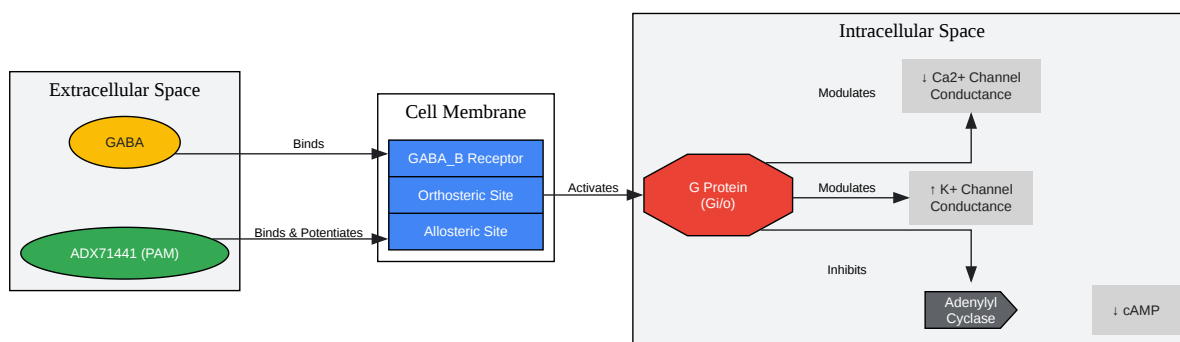 Extracellular Space
GABA
ADX71441 (PAM)
Binds
Binds & Potentiates
Cell Membrane
GABA_B Receptor
Orthosteric Site
Allosteric Site
Activates
Intracellular Space
G Protein
(Gi/o)
Modulates
↓ Ca2+ Channel
Conductance
Modulates
↑ K+ Channel
Conductance
Inhibits
Adenylyl
Cyclase
↓ cAMP